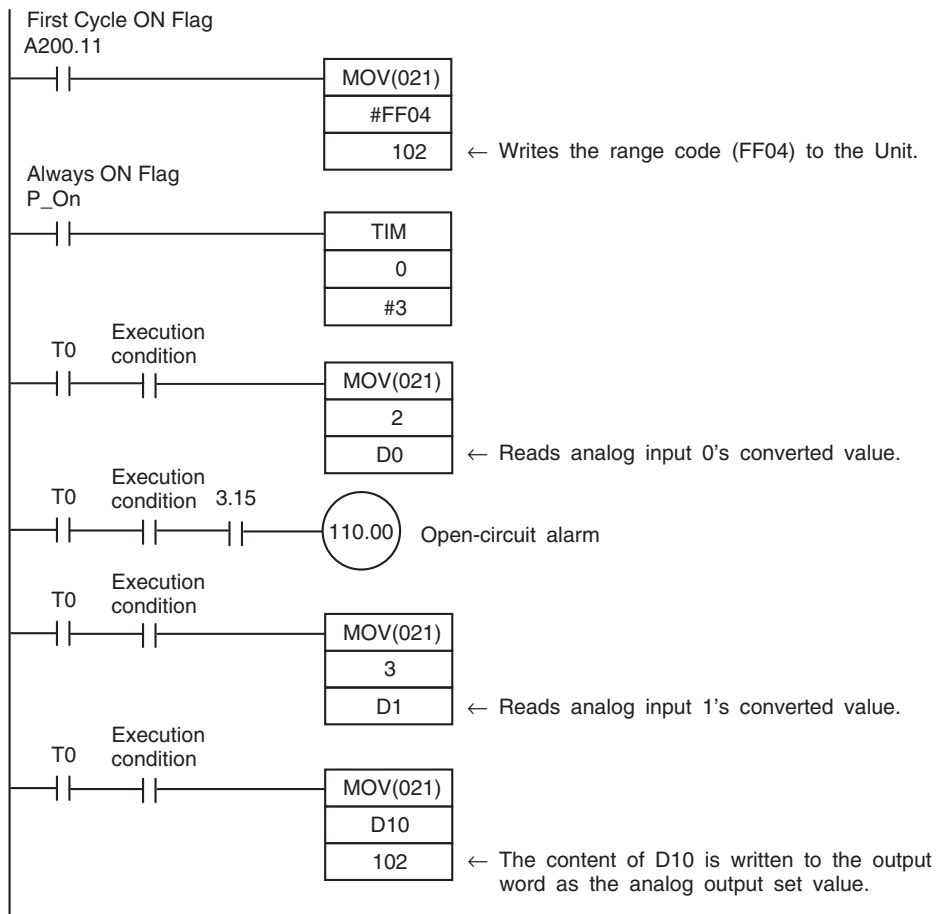 First Cycle ON Flag
A200.11
MOV(021)
#FF04
102
← Writes the range code (FF04) to the Unit.
Always ON Flag
P_On
TIM
0
#3
T0
Execution
condition
MOV(021)
2
D0
← Reads analog input 0's converted value.
T0
Execution
condition
3.15
110.00
Open-circuit alarm
T0
Execution
condition
MOV(021)
3
D1
← Reads analog input 1's converted value.
T0
Execution
condition
MOV(021)
D10
102
← The content of D10 is written to the output
word as the analog output set value.